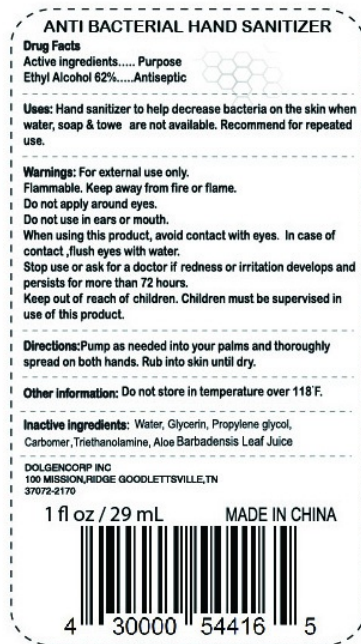 ANTI BACTERIAL HAND SANITIZER
Drug Facts
Active ingredients..... Purpose
Ethyl Alcohol 62%.....Antiseptic
Uses: Hand sanitizer to help decrease bacteria on the skin when
water, soap & towe are not available. Recommend for repeated
use.
Warnings: For external use only.
Flammable. Keep away from fire or flame.
Do not apply around eyes.
Do not use in ears or mouth.
When using this product, avoid contact with eyes. In case of
contact ,flush eyes with water.
Stop use or ask for a doctor if redness or irritation develops and
persists for more than 72 hours.
Keep out of reach of children. Children must be supervised in
use of this product.
Directions:Pump as needed into your palms and thoroughly
spread on both hands. Rub into skin until dry.
Other information: Do not store in temperature over 118°F.
Inactive ingredients: Water, Glycerin, Propylene glycol,
Carbomer,Triethanolamine, Aloe Barbadensis Leaf Juice
DOLGENCORP INC
100 MISSION,RIDGE GOODLETTSVILLE,TN
37072-2170
1 fl oz / 29 mL MADE IN CHINA
4 30000 54416 5